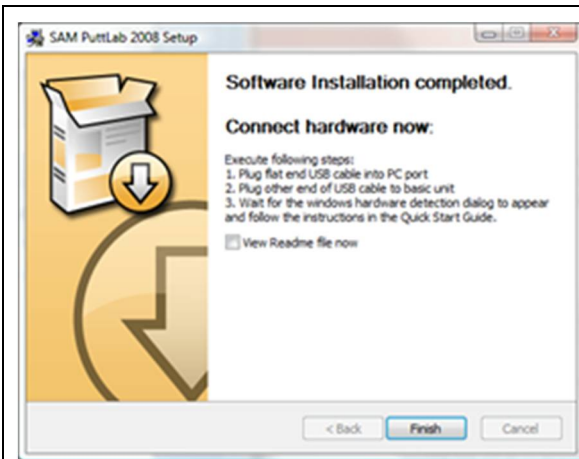 SAM PuttLab 2008 Setup
Software Installation completed.
Connect hardware now:
Execute following steps:
1. Plug flat end USB cable into PC port
2. Plug other end of USB cable to basic unit
3. Wait for the windows hardware detection dialog to appear
and follow the instructions in the Quick Start Guide.
View Readme file now
< Back
Finish
Cancel